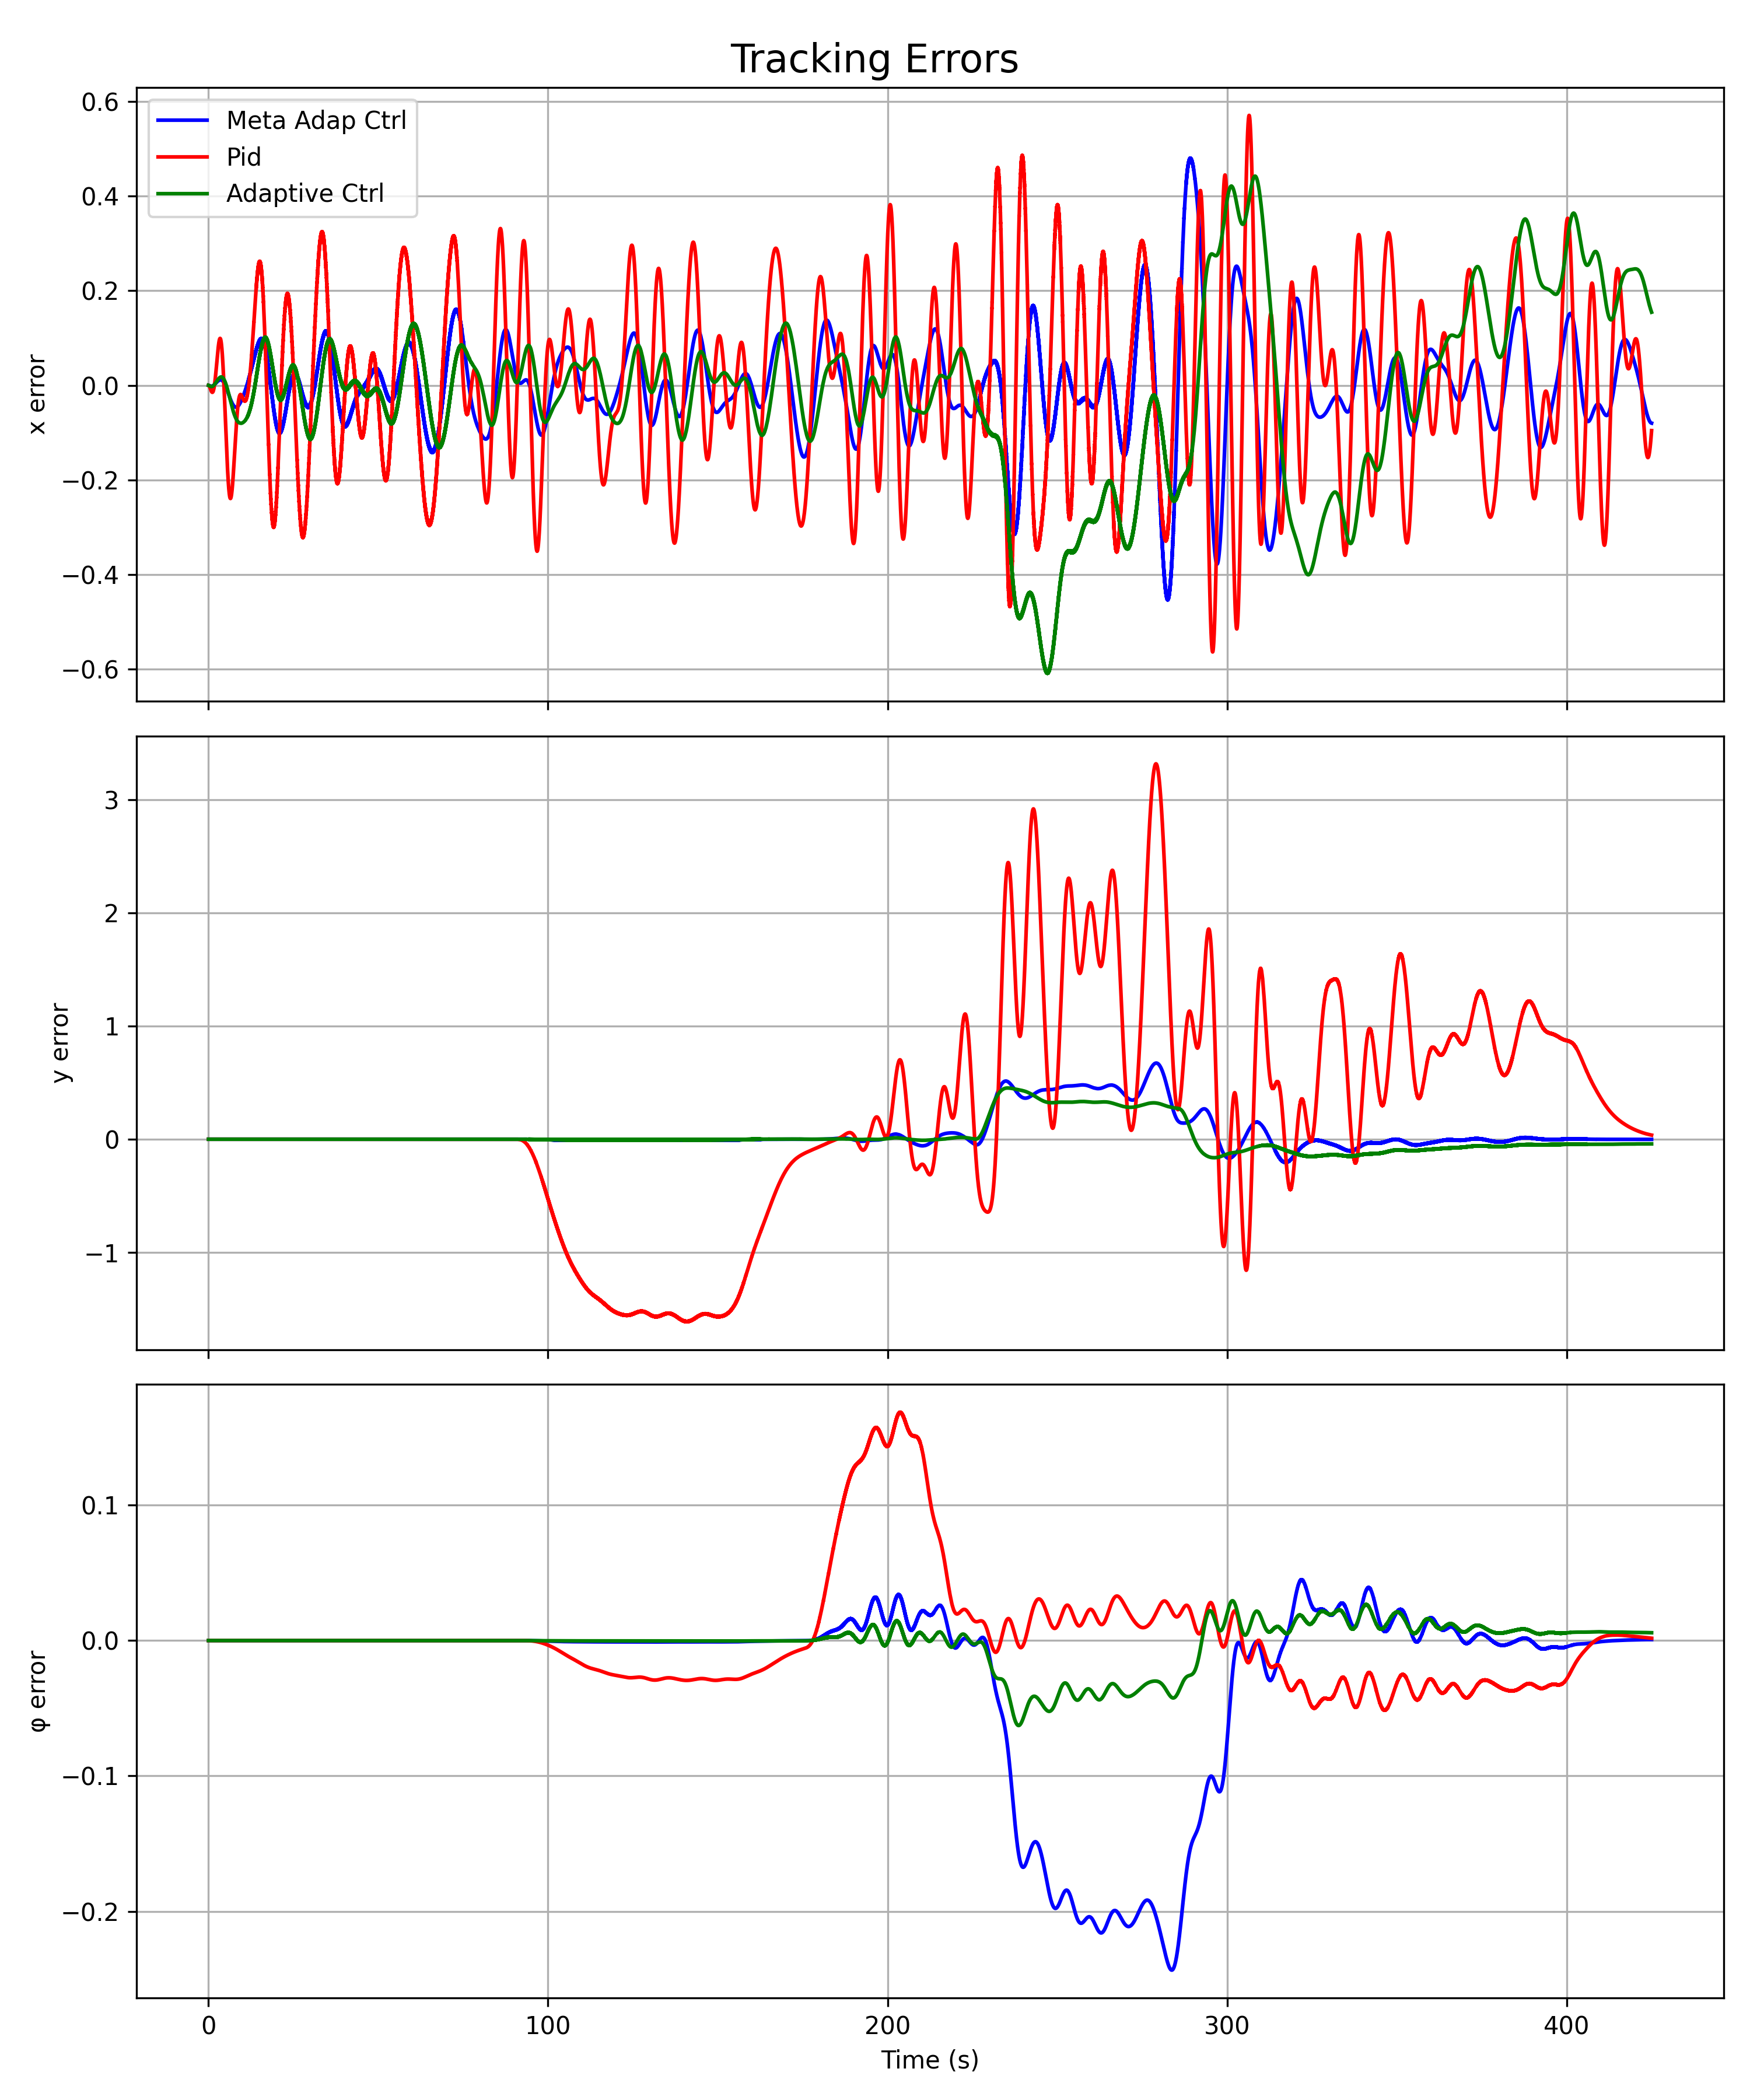 Tracking Errors
0.6
0.4
0.2
0.0
−0.2
−0.4
−0.6
x error
Meta Adap Ctrl
Pid
Adaptive Ctrl
3
2
1
0
−1
y error
0.1
0.0
−0.1
−0.2
φ error
0
100
200
300
400
Time (s)